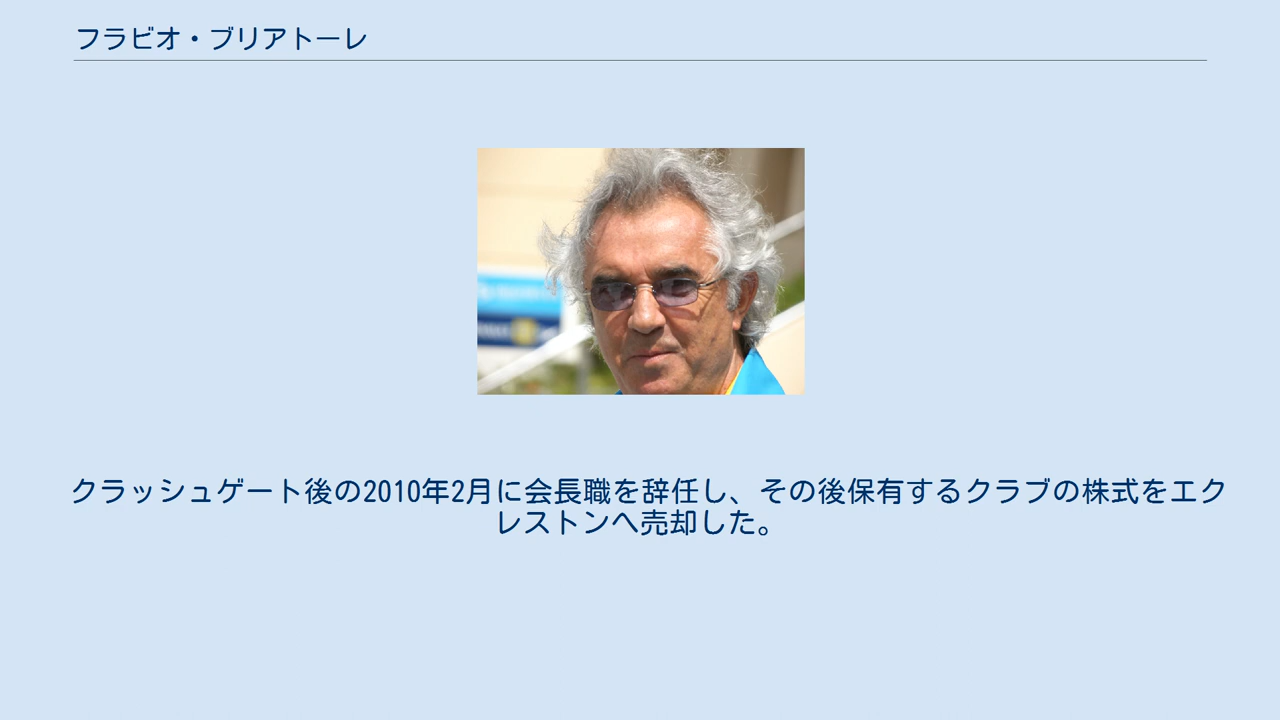 フラビオ・ブリアトーレ
クラッシュゲート後の2010年2月に会長職を辞任し、その後保有するクラブの株式をエク
レストンへ売却した。